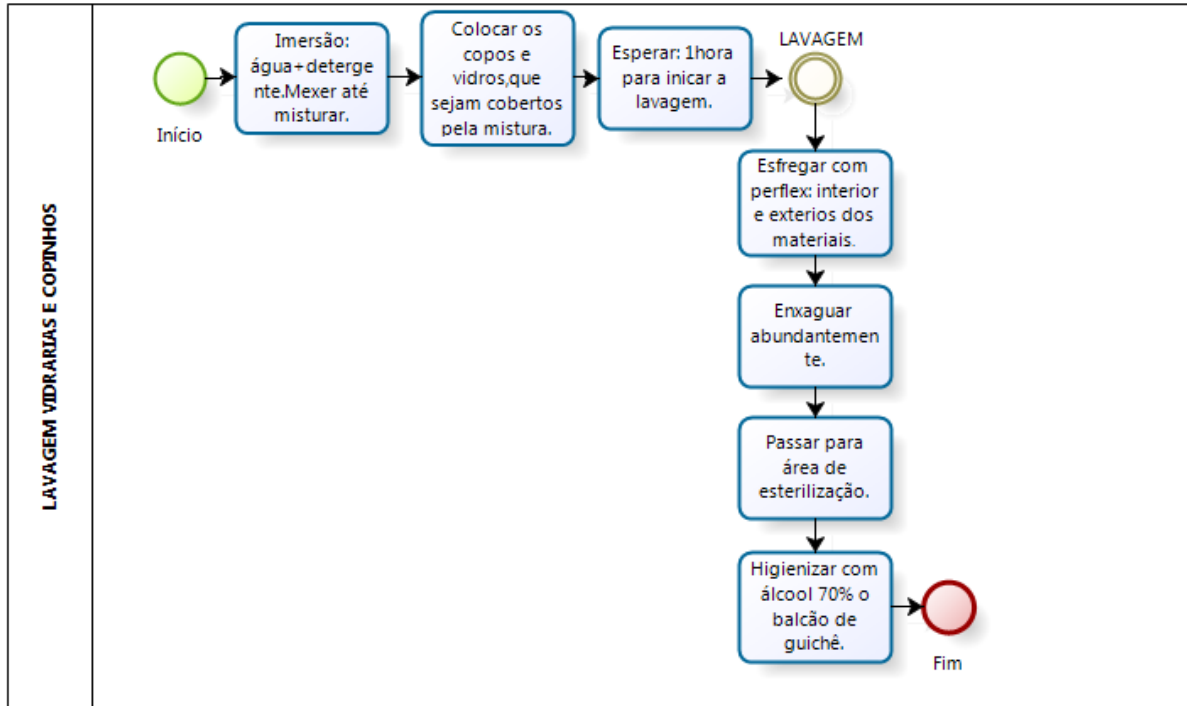 LAVAGEM VIDRARIAS E COPINHOS
Início
Imersão:
água+deterge
nte.Mexer até
misturar.
Colocar os
copos e
vidros,que
sejam cobertos
pela mistura.
Esperar: 1hora
para inicar a
lavagem.
LAVAGEM
Esfregar com
perflex: interior
e exterios dos
materiais.
Enxaguar
abundantemen
te.
Passar para
área de
esterilização.
Higienizar com
álcool 70% o
balcão de
guichê.
Fim